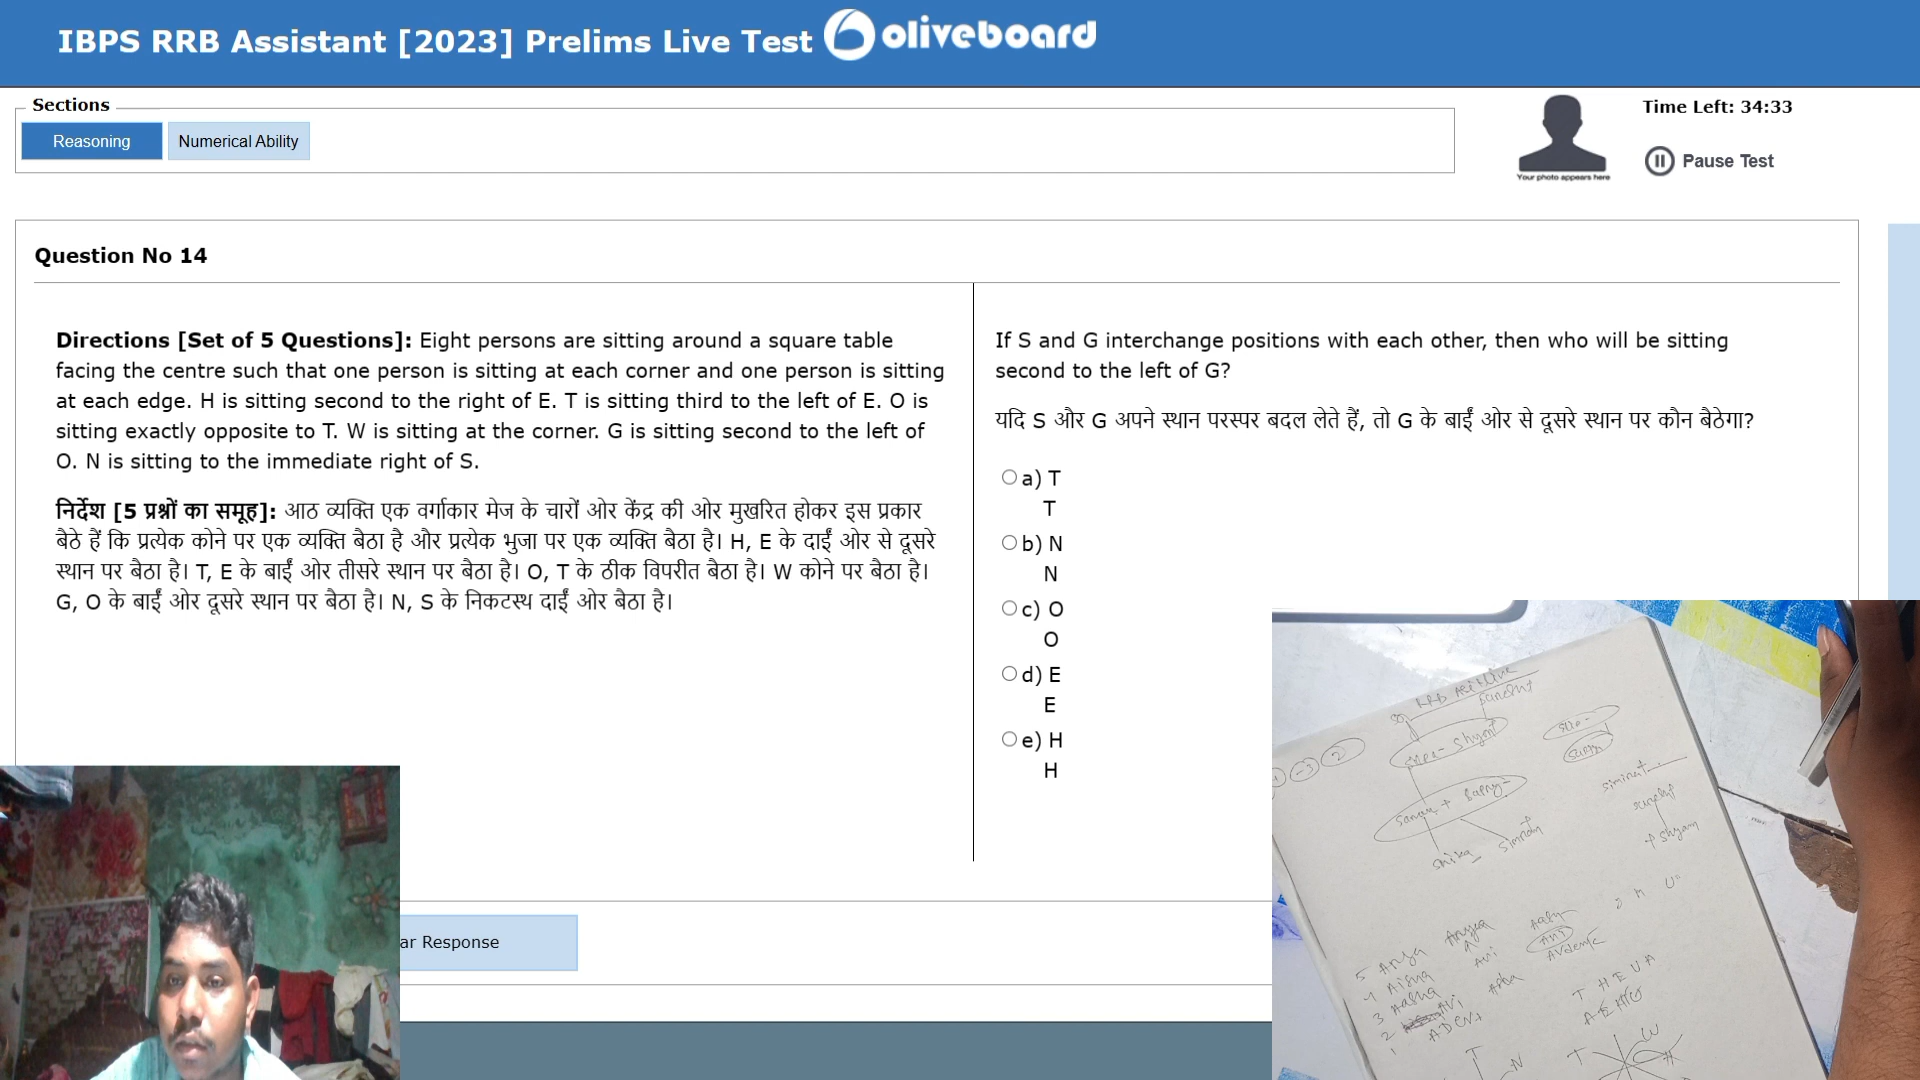 IBPS RRB Assistant [2023] Prelims Live Test oliveboard
Sections
Reasoning
Numerical Ability
Time Left: 34:33
Your photo appears here
Pause Test
Question No 14
Directions [Set of 5 Questions]: Eight persons are sitting around a square table
facing the centre such that one person is sitting at each corner and one person is sitting
at each edge. H is sitting second to the right of E. T is sitting third to the left of E. O is
sitting exactly opposite to T. W is sitting at the corner. G is sitting second to the left of
O. N is sitting to the immediate right of S.
निर्देश [5 प्रश्नों का समूह]: आठ व्यक्ति एक वर्गाकार मेज के चारों ओर केंद्र की ओर मुखरित होकर इस प्रकार
बैठे हैं कि प्रत्येक कोने पर एक व्यक्ति बैठा है और प्रत्येक भुजा पर एक व्यक्ति बैठा है। H, E के दाईं ओर से दूसरे
स्थान पर बैठा है। T, E के बाईं ओर तीसरे स्थान पर बैठा है। O, T के ठीक विपरीत बैठा है। W कोने पर बैठा है।
G, O के बाईं ओर दूसरे स्थान पर बैठा है। N, S के निकटस्थ दाईं ओर बैठा है।
If S and G interchange positions with each other, then who will be sitting
second to the left of G?
यदि S और G अपने स्थान परस्पर बदल लेते हैं, तो G के बाईं ओर से दूसरे स्थान पर कौन बैठेगा?
a) T
T
b) N
N
c) O
O
d) E
E
e) H
H
ar Response
5 Anya
4 Aisha
3 Aasha
T H E U A
T
N
T
W
H